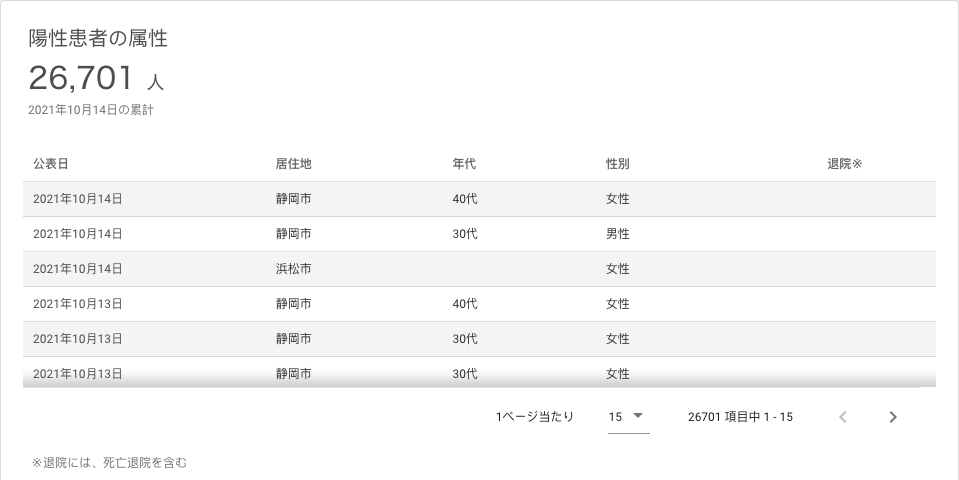 陽性患者の属性
26,701 人
2021年10月14日の累計
公表日 居住地 年代 性別 退院※
2021年10月14日 静岡市 40代 女性
2021年10月14日 静岡市 30代 男性
2021年10月14日 浜松市 女性
2021年10月13日 静岡市 40代 女性
2021年10月13日 静岡市 30代 女性
2021年10月13日 静岡市 30代 女性
1ページ当たり 15 26701 項目中 1 - 15
※退院には、死亡退院を含む